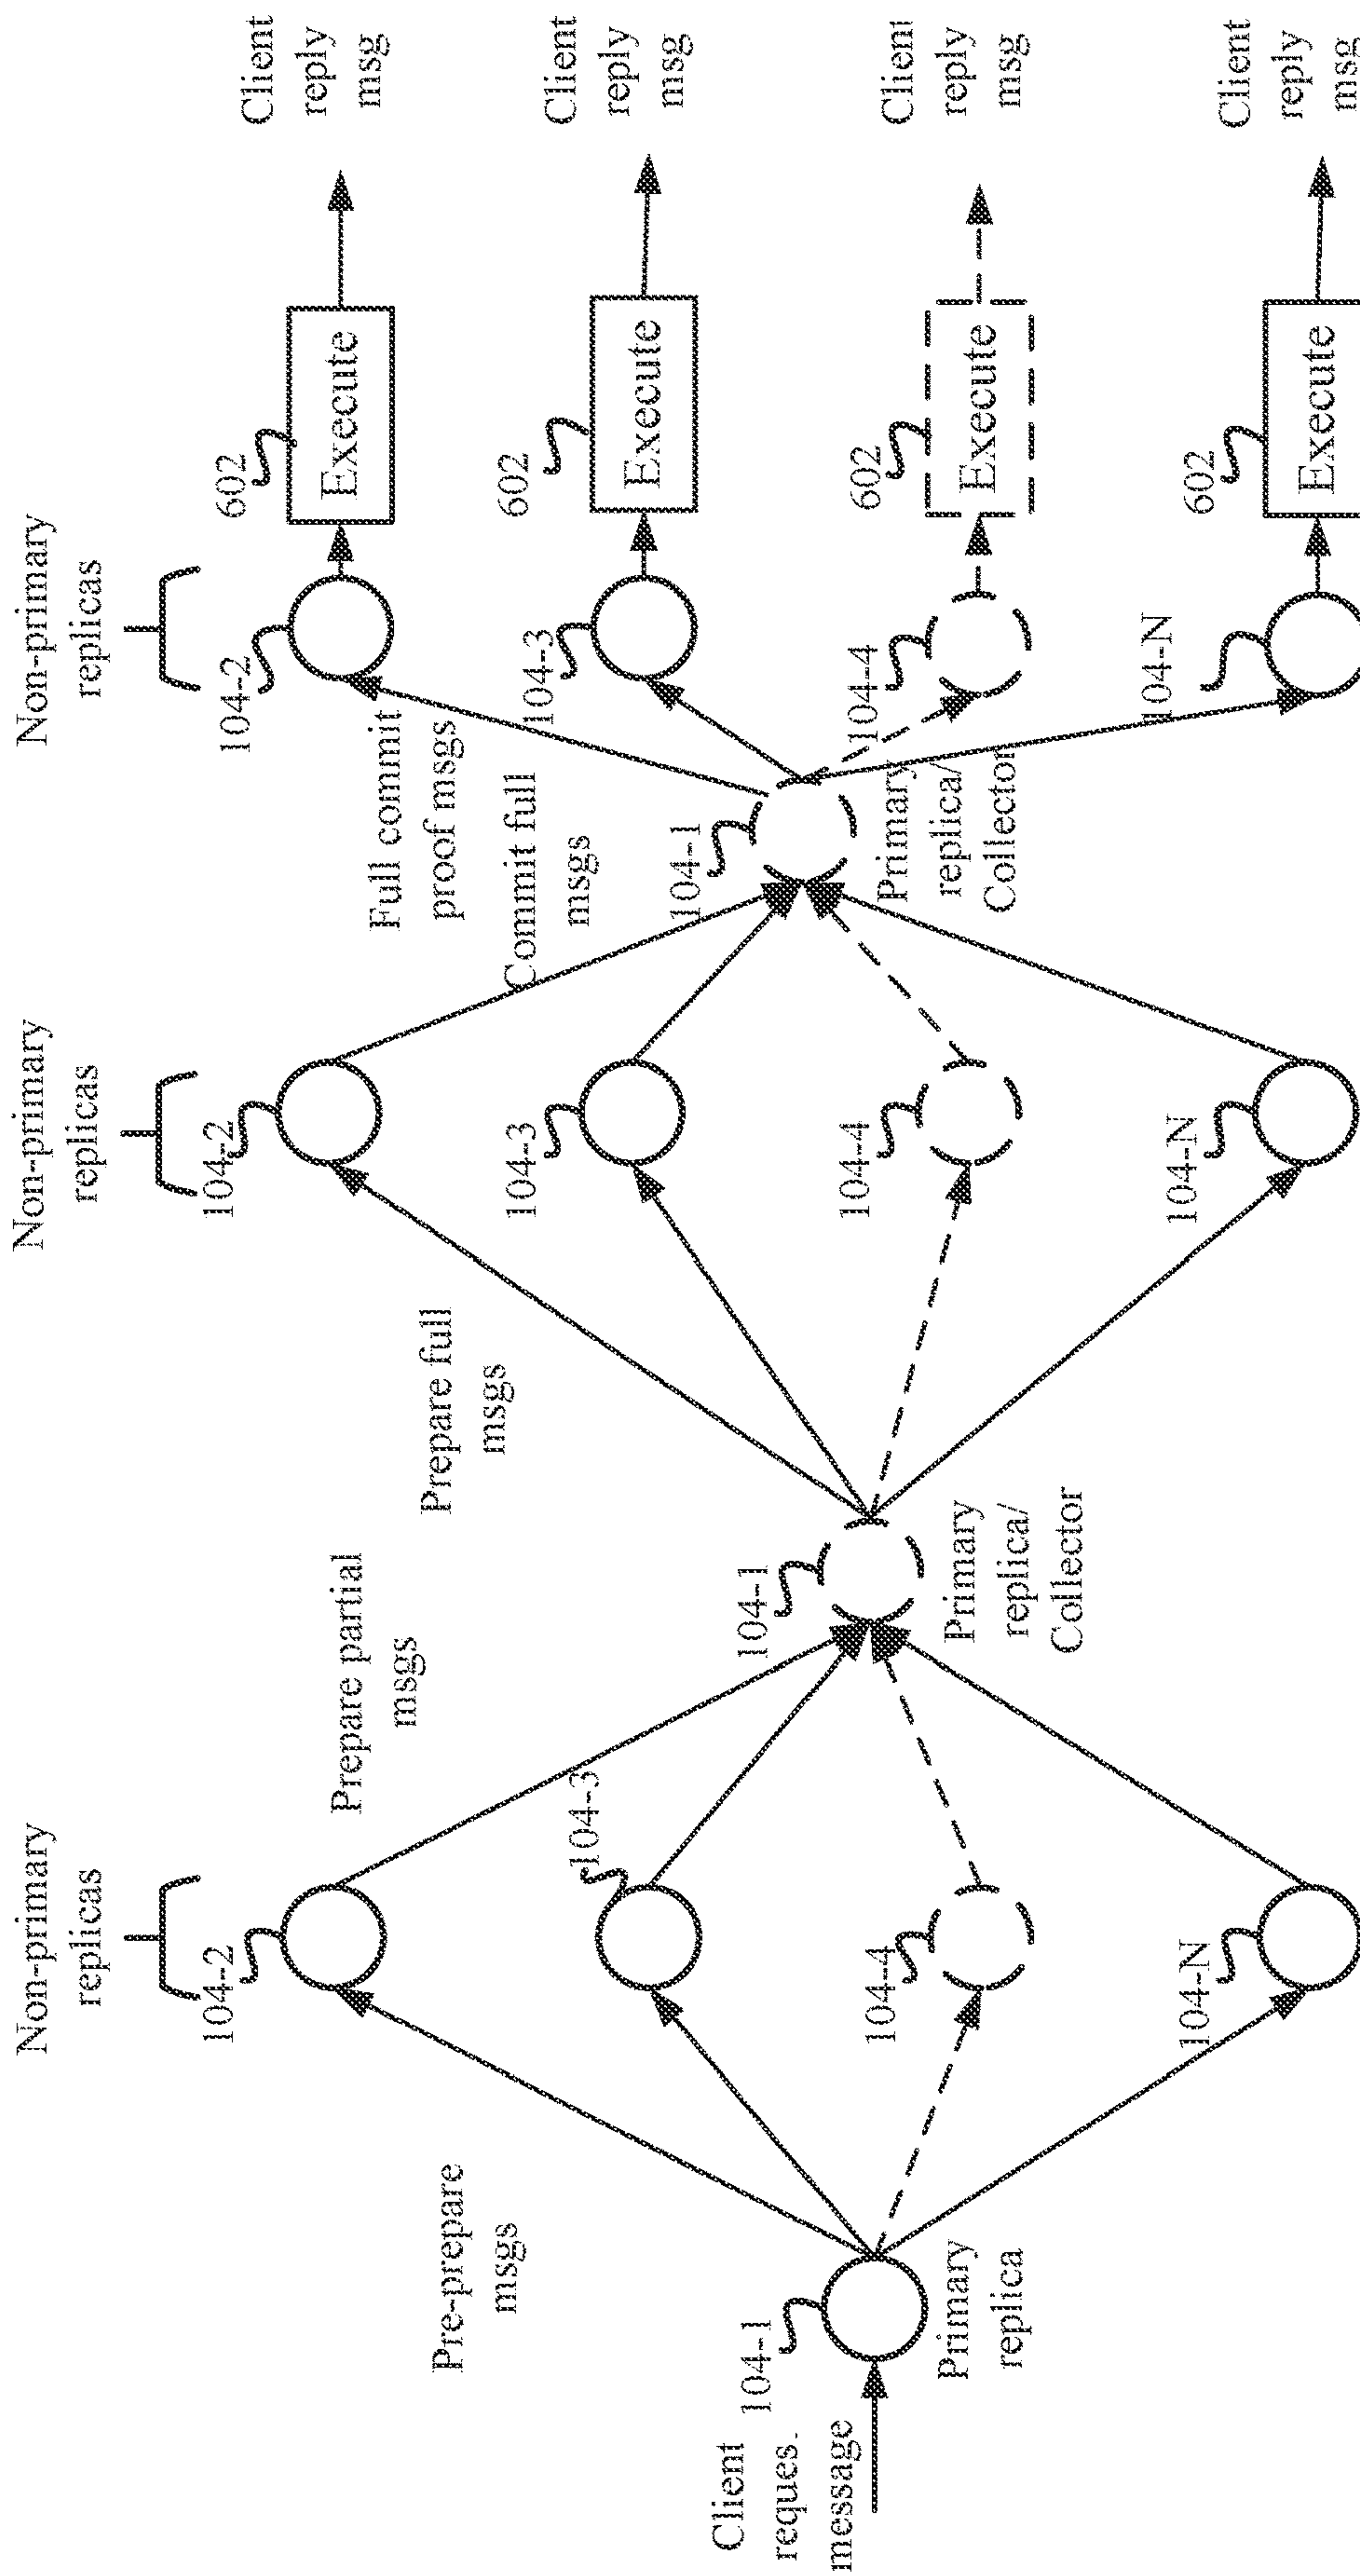 Client
reques.
message
104-1
Primary
replica
Pre-prepare
msgs
Non-primary
replicas
104-2
104-3
104-4
104-N
Prepare partial
msgs
104-1
Primary
replica/
Collector
Prepare full
msgs
Non-primary
replicas
104-2
104-3
104-4
104-N
Commit full
msgs
104-1
Primary
replica/
Collector
Full commit
proof msgs
Non-primary
replicas
104-2
104-3
104-4
104-N
602
Execute
602
Execute
602
Execute
602
Execute
Client
reply
msg
Client
reply
msg
Client
reply
msg
Client
reply
msg